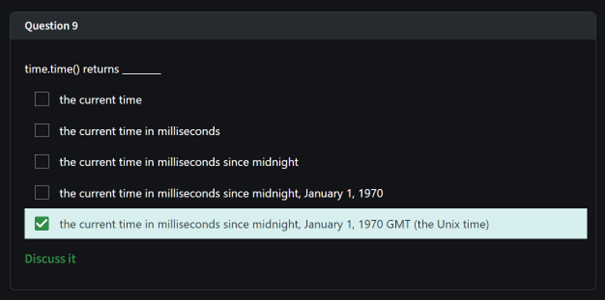 Question 9
time.time() returns ________
the current time
the current time in milliseconds
the current time in milliseconds since midnight
the current time in milliseconds since midnight, January 1, 1970
the current time in milliseconds since midnight, January 1, 1970 GMT (the Unix time)
Discuss it